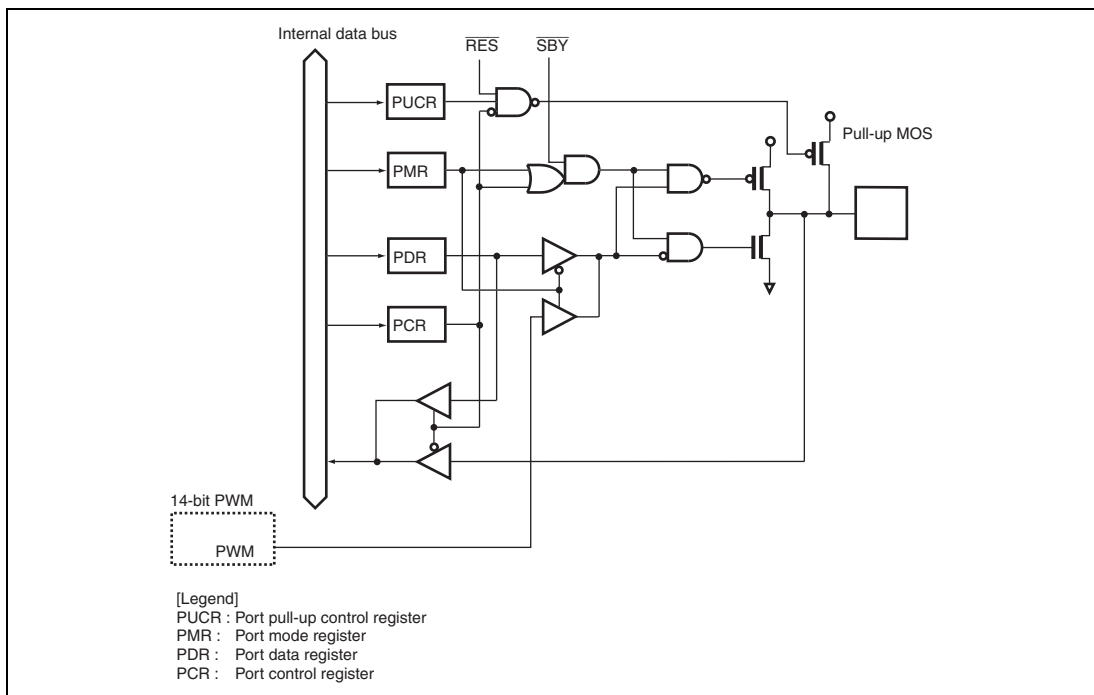 Internal data bus
RES
SBY
PUCR
Pull-up MOS
PMR
PDR
PCR
14-bit PWM
PWM
[Legend]
PUCR : Port pull-up control register
PMR : Port mode register
PDR : Port data register
PCR : Port control register